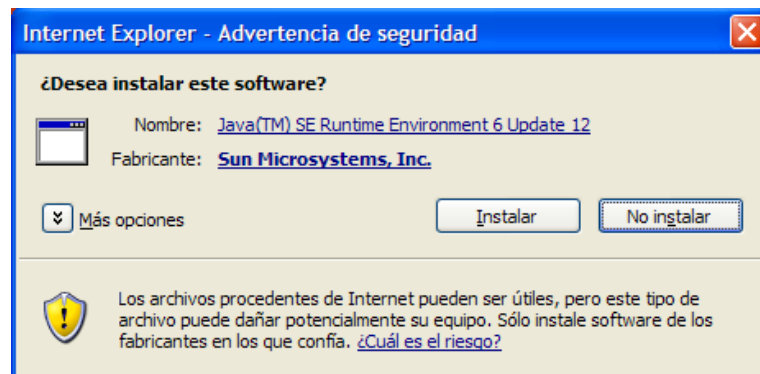 Internet Explorer - Advertencia de seguridad
¿Desea instalar este software?
Nombre: Java(TM) SE Runtime Environment 6 Update 12
Fabricante: Sun Microsystems, Inc.
Más opciones Instalar No instalar
Los archivos procedentes de Internet pueden ser útiles, pero este tipo de
archivo puede dañar potencialmente su equipo. Sólo instale software de los
fabricantes en los que confía. ¿Cuál es el riesgo?